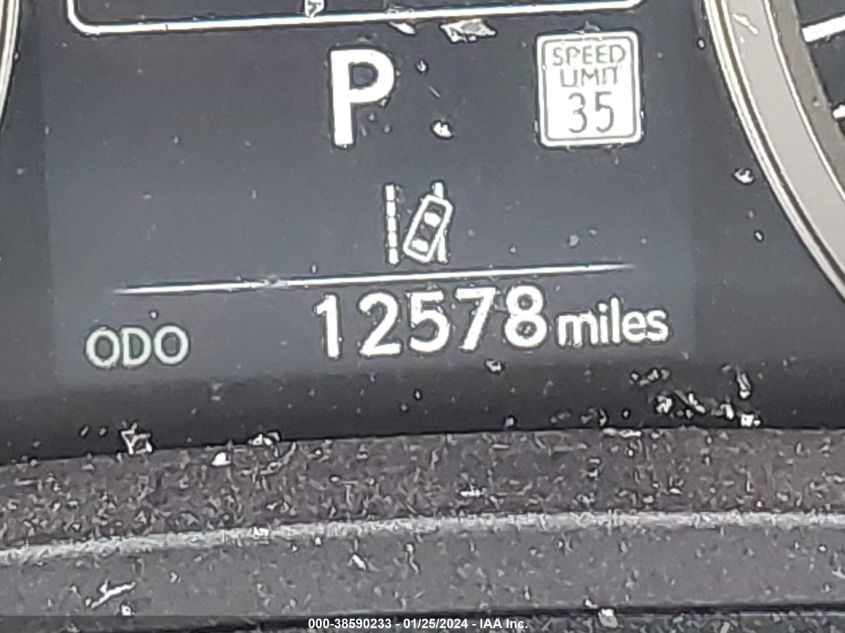 P
SPEED
LIMIT
35
ODO 12578 miles
000-38590233 - 01/25/2024 - IAA Inc.